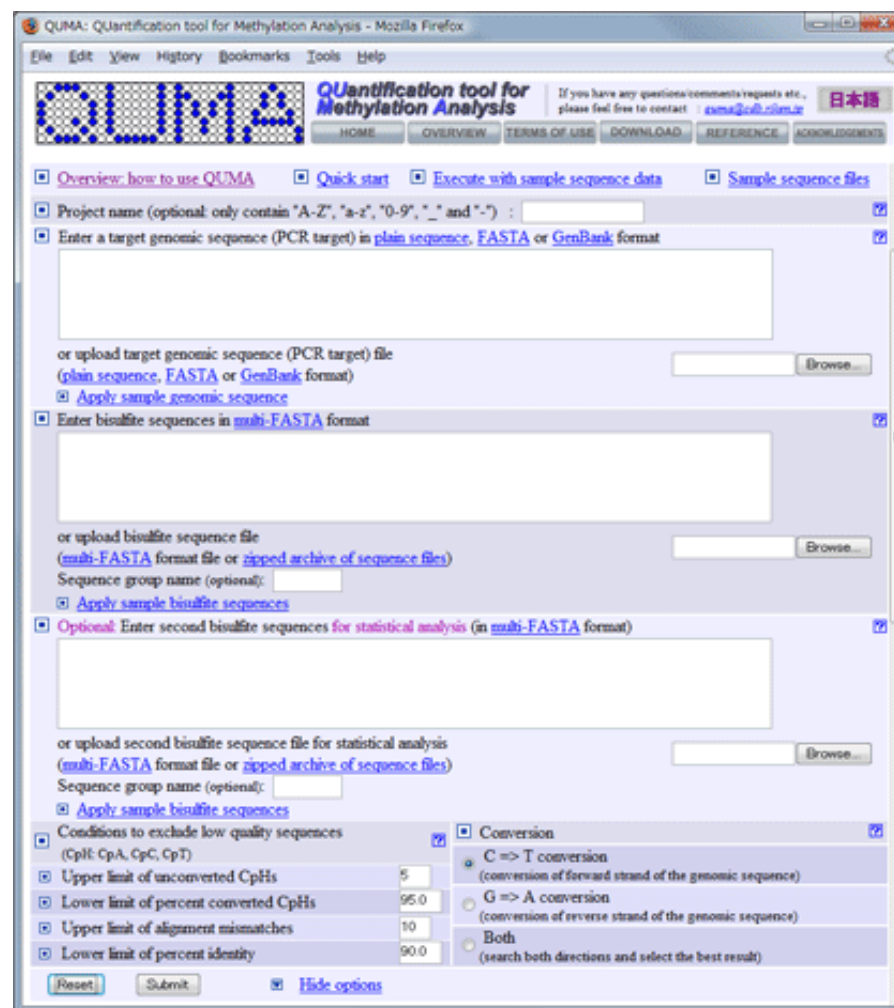 QUMA: QUantification tool for Methylation Analysis - Mozilla Firefox
File Edit View History Bookmarks Tools Help
QUMA
QUantification tool for
Methylation Analysis
If you have any questions/comments/requests etc.,
please feel free to contact : quma@cdb.riken.jp
日本語
HOME OVERVIEW TERMS OF USE DOWNLOAD REFERENCE ACKNOWLEDGEMENTS
Overview: how to use QUMA Quick start Execute with sample sequence data Sample sequence files
Project name (optional: only contain "A-Z", "a-z", "0-9", "_" and "-") :
Enter a target genomic sequence (PCR target) in plain sequence, FASTA or GenBank format
or upload target genomic sequence (PCR target) file
(plain sequence, FASTA or GenBank format)
Browse...
Apply sample genomic sequence
Enter bisulfite sequences in multi-FASTA format
or upload bisulfite sequence file
(multi-FASTA format file or zipped archive of sequence files)
Browse...
Sequence group name (optional):
Apply sample bisulfite sequences
Optional: Enter second bisulfite sequences for statistical analysis (in multi-FASTA format)
or upload second bisulfite sequence file for statistical analysis
(multi-FASTA format file or zipped archive of sequence files)
Browse...
Sequence group name (optional):
Apply sample bisulfite sequences
Conditions to exclude low quality sequences
(CpH: CpA, CpC, CpT)
Upper limit of unconverted CpHs 5
Lower limit of percent converted CpHs 95.0
Upper limit of alignment mismatches 10
Lower limit of percent identity 90.0
Conversion
C => T conversion
(conversion of forward strand of the genomic sequence)
G => A conversion
(conversion of reverse strand of the genomic sequence)
Both
(search both directions and select the best result)
Reset Submit Hide options